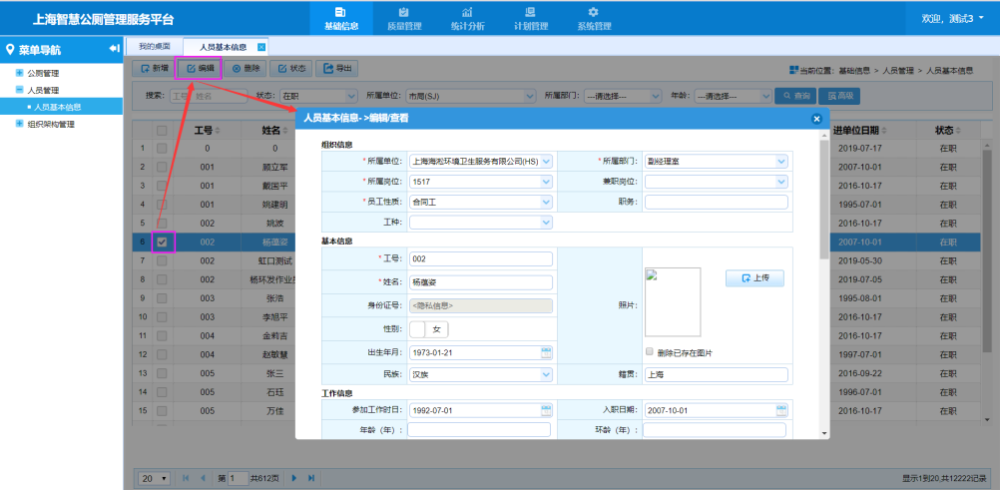 上海智慧公厕管理服务平台
基础信息 质量管理 统计分析 计划管理 系统管理
欢迎, 测试3
菜单导航
我的桌面 人员基本信息
公厕管理
人员管理
人员基本信息
组织架构管理
新增 编辑 删除 状态 导出
当前位置: 基础信息 > 人员管理 > 人员基本信息
搜索: 工号 姓名 状态: 在职 所属单位: 市局(SJ) 所属部门: ---请选择--- 年龄: ---请选择--- 查询 高级
工号 姓名 进单位日期 状态
1 0 0 2019-07-17 在职
2 001 顾立军 2007-10-01 在职
3 001 戴国平 2016-10-17 在职
4 001 姚建明 1995-07-01 在职
5 002 姚波 2016-10-17 在职
6 002 杨蕴姿 2007-10-01 在职
7 002 虹口测试 2019-05-30 在职
8 002 杨环发作业 2019-07-05 在职
9 003 张浩 1995-08-01 在职
10 003 李旭平 2016-10-17 在职
11 004 金莉吉 2016-10-17 在职
12 004 赵敏慧 1997-07-01 在职
13 005 张三 2016-09-22 在职
14 005 石珏 1996-07-01 在职
15 005 万佳 2016-10-17 在职
人员基本信息->编辑/查看
组织信息
*所属单位: 上海海淞环境卫生服务有限公司(HS) *所属部门: 副经理室
*所属岗位: 1517 兼职岗位:
*员工性质: 合同工 职务:
工种:
基本信息
*工号: 002
*姓名: 杨蕴姿
身份证号: <隐私信息>
照片:
上传
性别: 女
出生年月: 1973-01-21
删除已存在图片
民族: 汉族 籍贯: 上海
工作信息
参加工作时日: 1992-07-01 入职日期: 2007-10-01
年龄（年）: 环龄（年）:
20 第 1 共612页 显示1到20,共12222记录